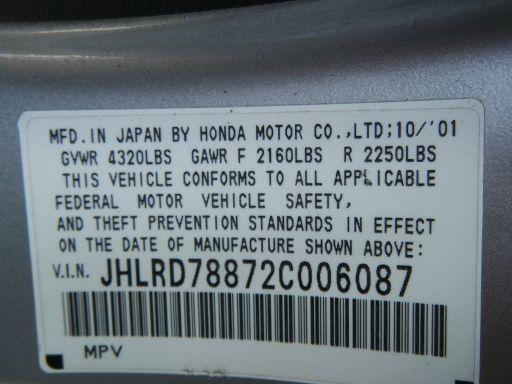 MFD.IN JAPAN BY HONDA MOTOR CO.,LTD;10/'01
GVWR 4320LBS GAWR F 2160LBS R 2250LBS
THIS VEHICLE CONFORMS TO ALL APPLICABLE
FEDERAL MOTOR VEHICLE SAFETY,
AND THEFT PREVENTION STANDARDS IN EFFECT
ON THE DATE OF MANUFACTURE SHOWN ABOVE:
V.I.N. JHLRD78872C006087
MPV